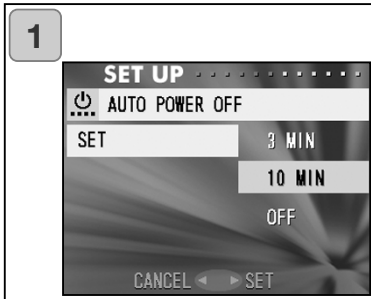 1
SET UP
AUTO POWER OFF
SET
3 MIN
10 MIN
OFF
CANCEL SET